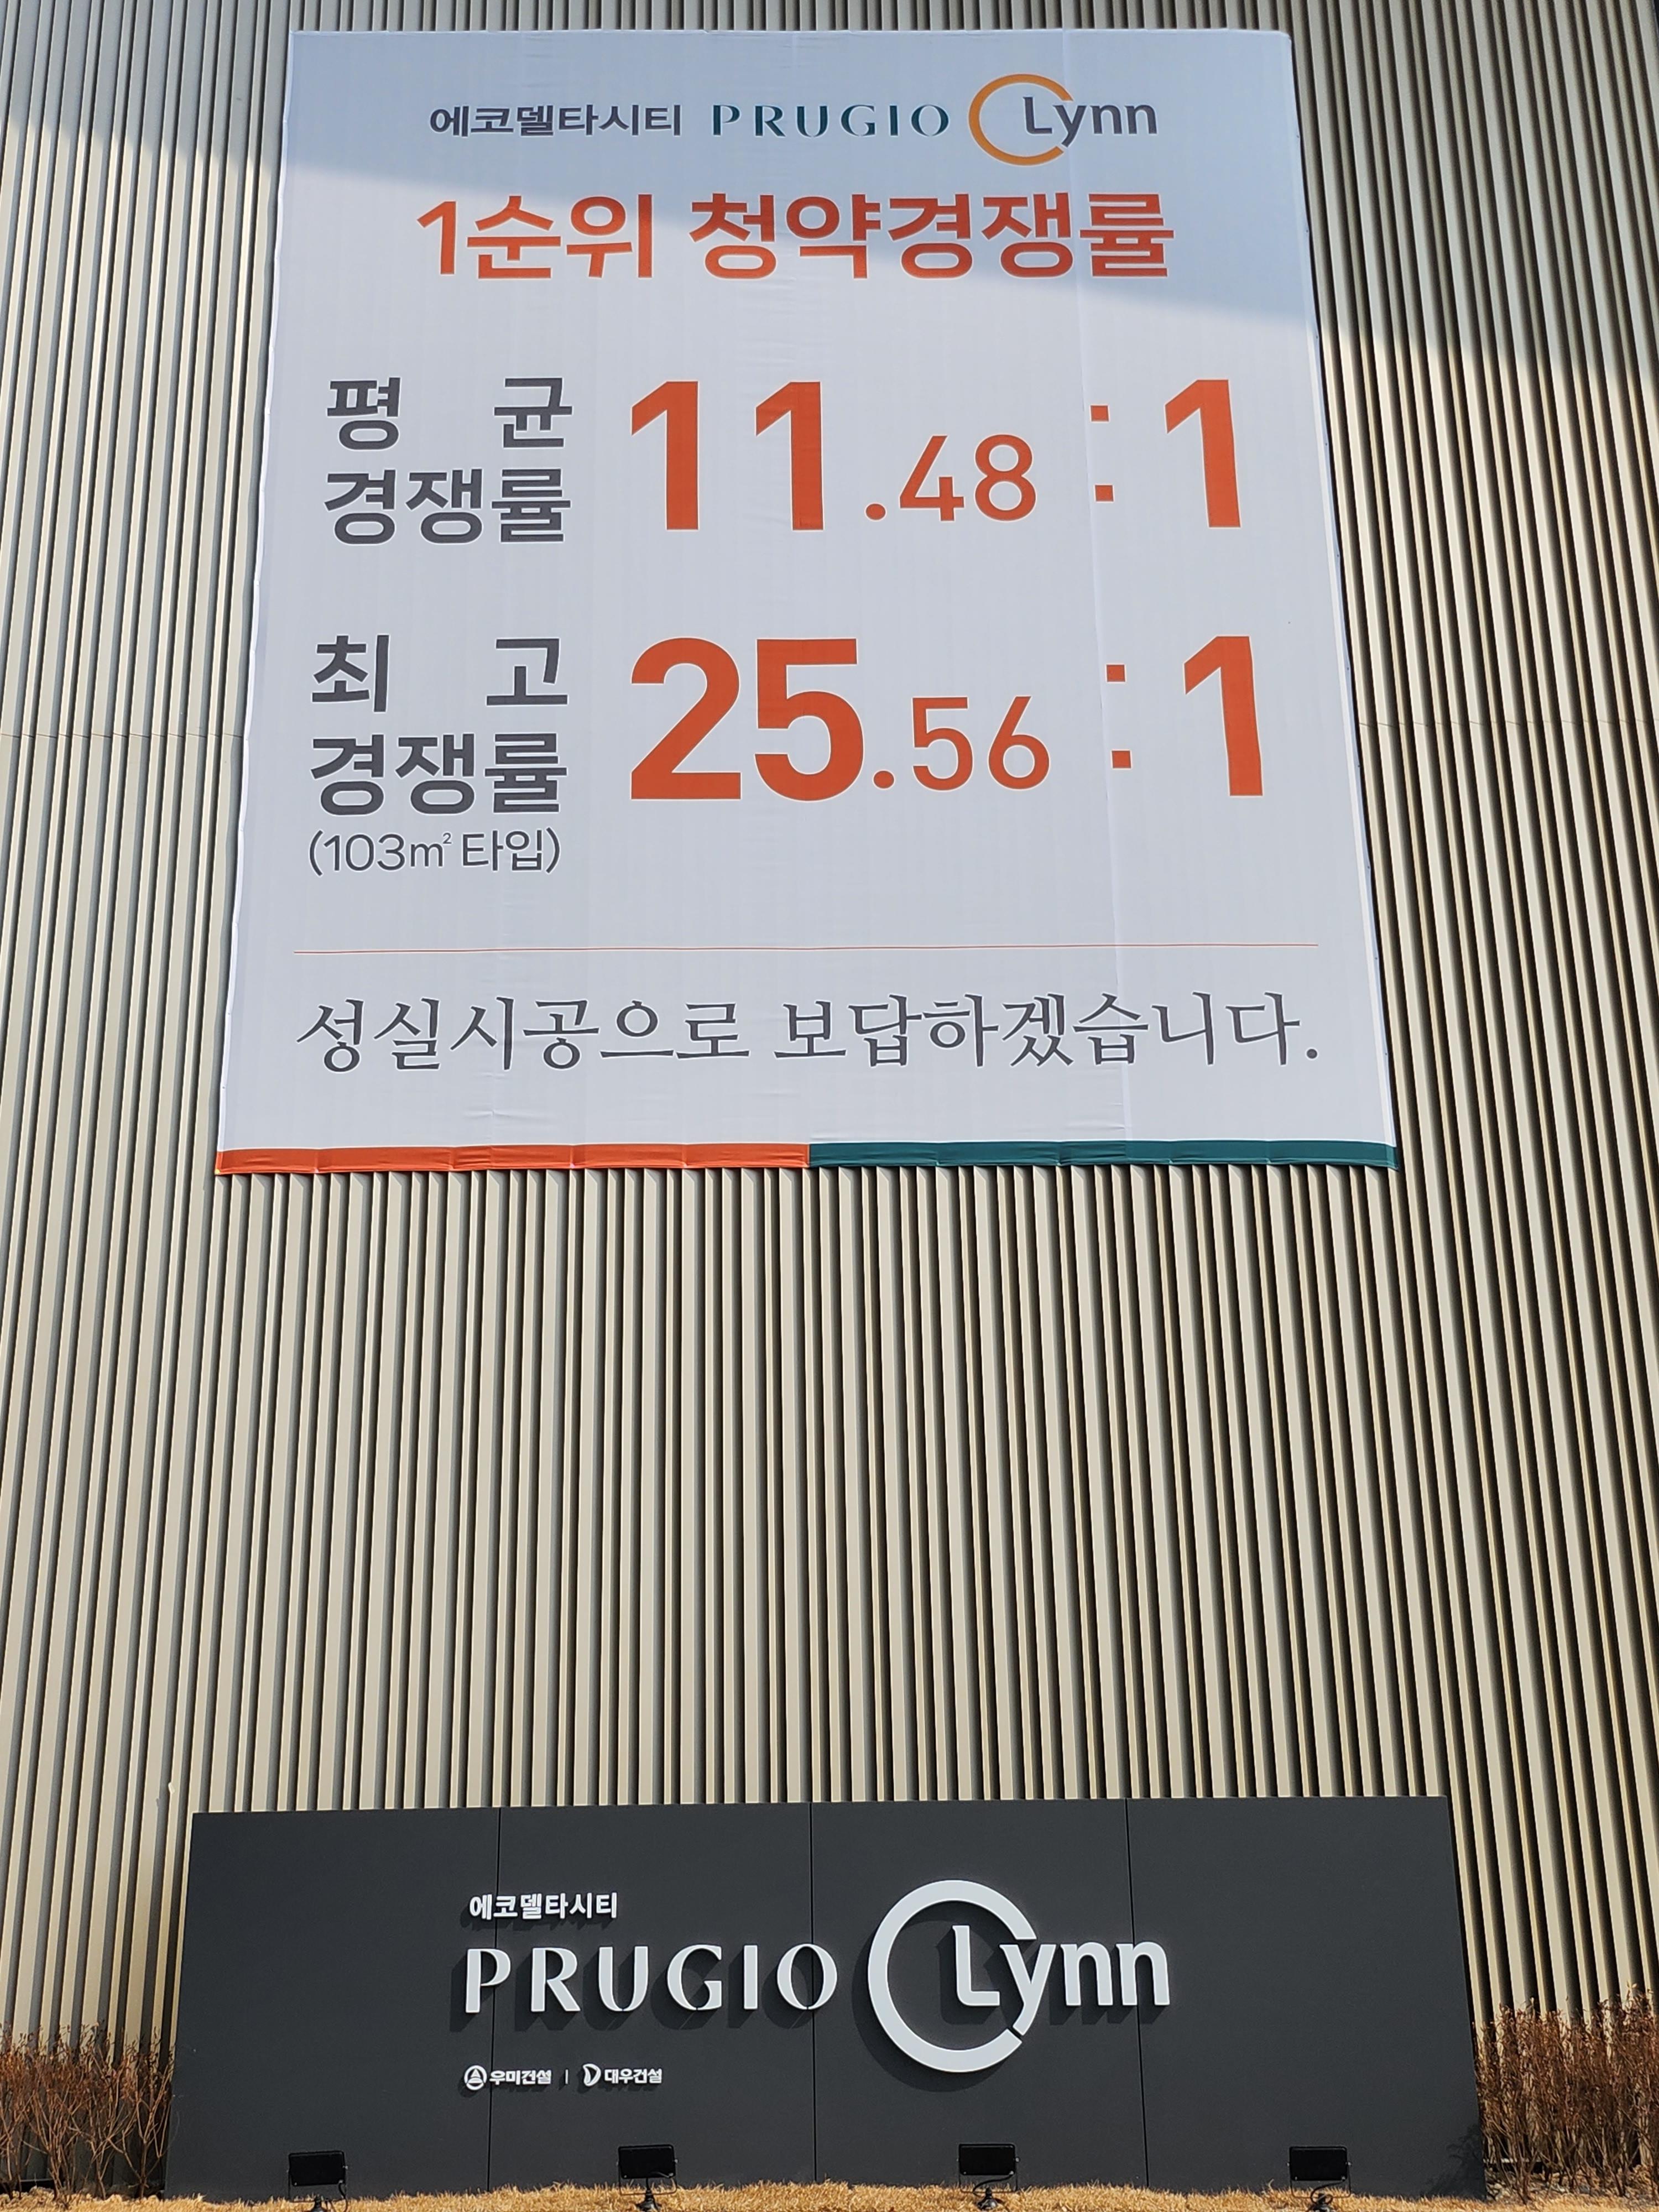 에코델타시티 PRUGIO Lynn
1순위 청약경쟁률
평 균
경쟁률 11.48 : 1
최 고
경쟁률 25.56 : 1
(103㎡ 타입)
성실시공으로 보답하겠습니다.
에코델타시티
PRUGIO Lynn
우미건설 | 대우건설